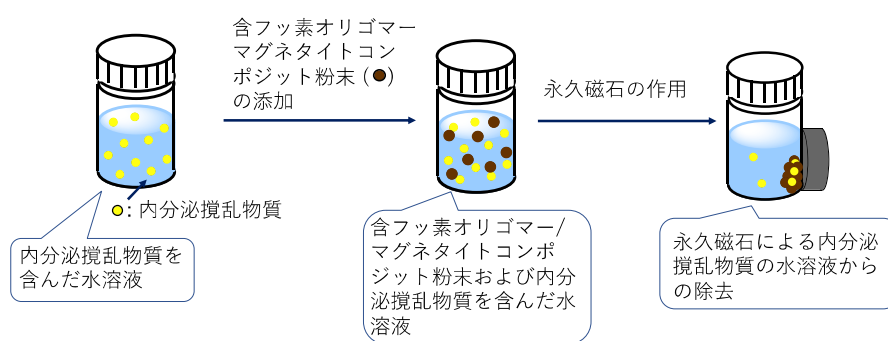 含フッ素オリゴマー
マグネタイトコン
ポジット粉末 (●)
の添加
永久磁石の作用
●: 内分泌撹乱物質
内分泌撹乱物質を
含んだ水溶液
含フッ素オリゴマー/
マグネタイトコンポ
ジット粉末および内分
泌撹乱物質を含んだ水
溶液
永久磁石による内分泌
撹乱物質の水溶液から
の除去